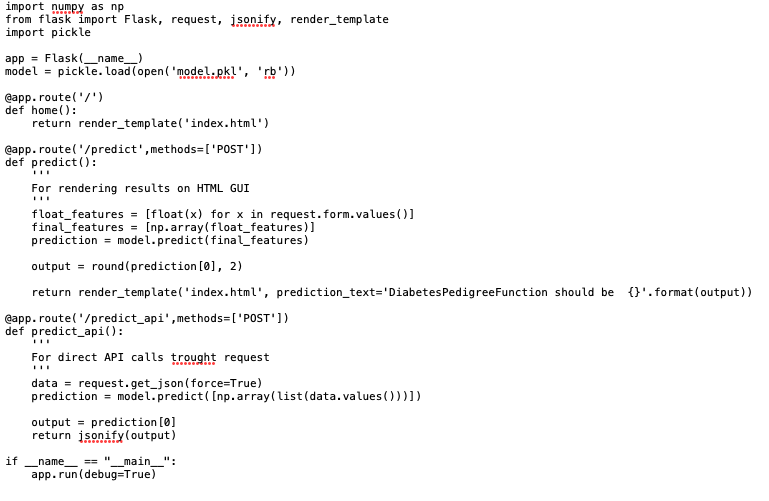 import numpy as np
from flask import Flask, request, jsonify, render_template
import pickle

app = Flask(__name__)
model = pickle.load(open('model.pkl', 'rb'))

@app.route('/')
def home():
    return render_template('index.html')

@app.route('/predict',methods=['POST'])
def predict():
    '''
    For rendering results on HTML GUI
    '''
    float_features = [float(x) for x in request.form.values()]
    final_features = [np.array(float_features)]
    prediction = model.predict(final_features)

    output = round(prediction[0], 2)

    return render_template('index.html', prediction_text='DiabetesPedigreeFunction should be  {}'.format(output))

@app.route('/predict_api',methods=['POST'])
def predict_api():
    '''
    For direct API calls trought request
    '''
    data = request.get_json(force=True)
    prediction = model.predict([np.array(list(data.values()))])

    output = prediction[0]
    return jsonify(output)

if __name__ == "__main__":
    app.run(debug=True)